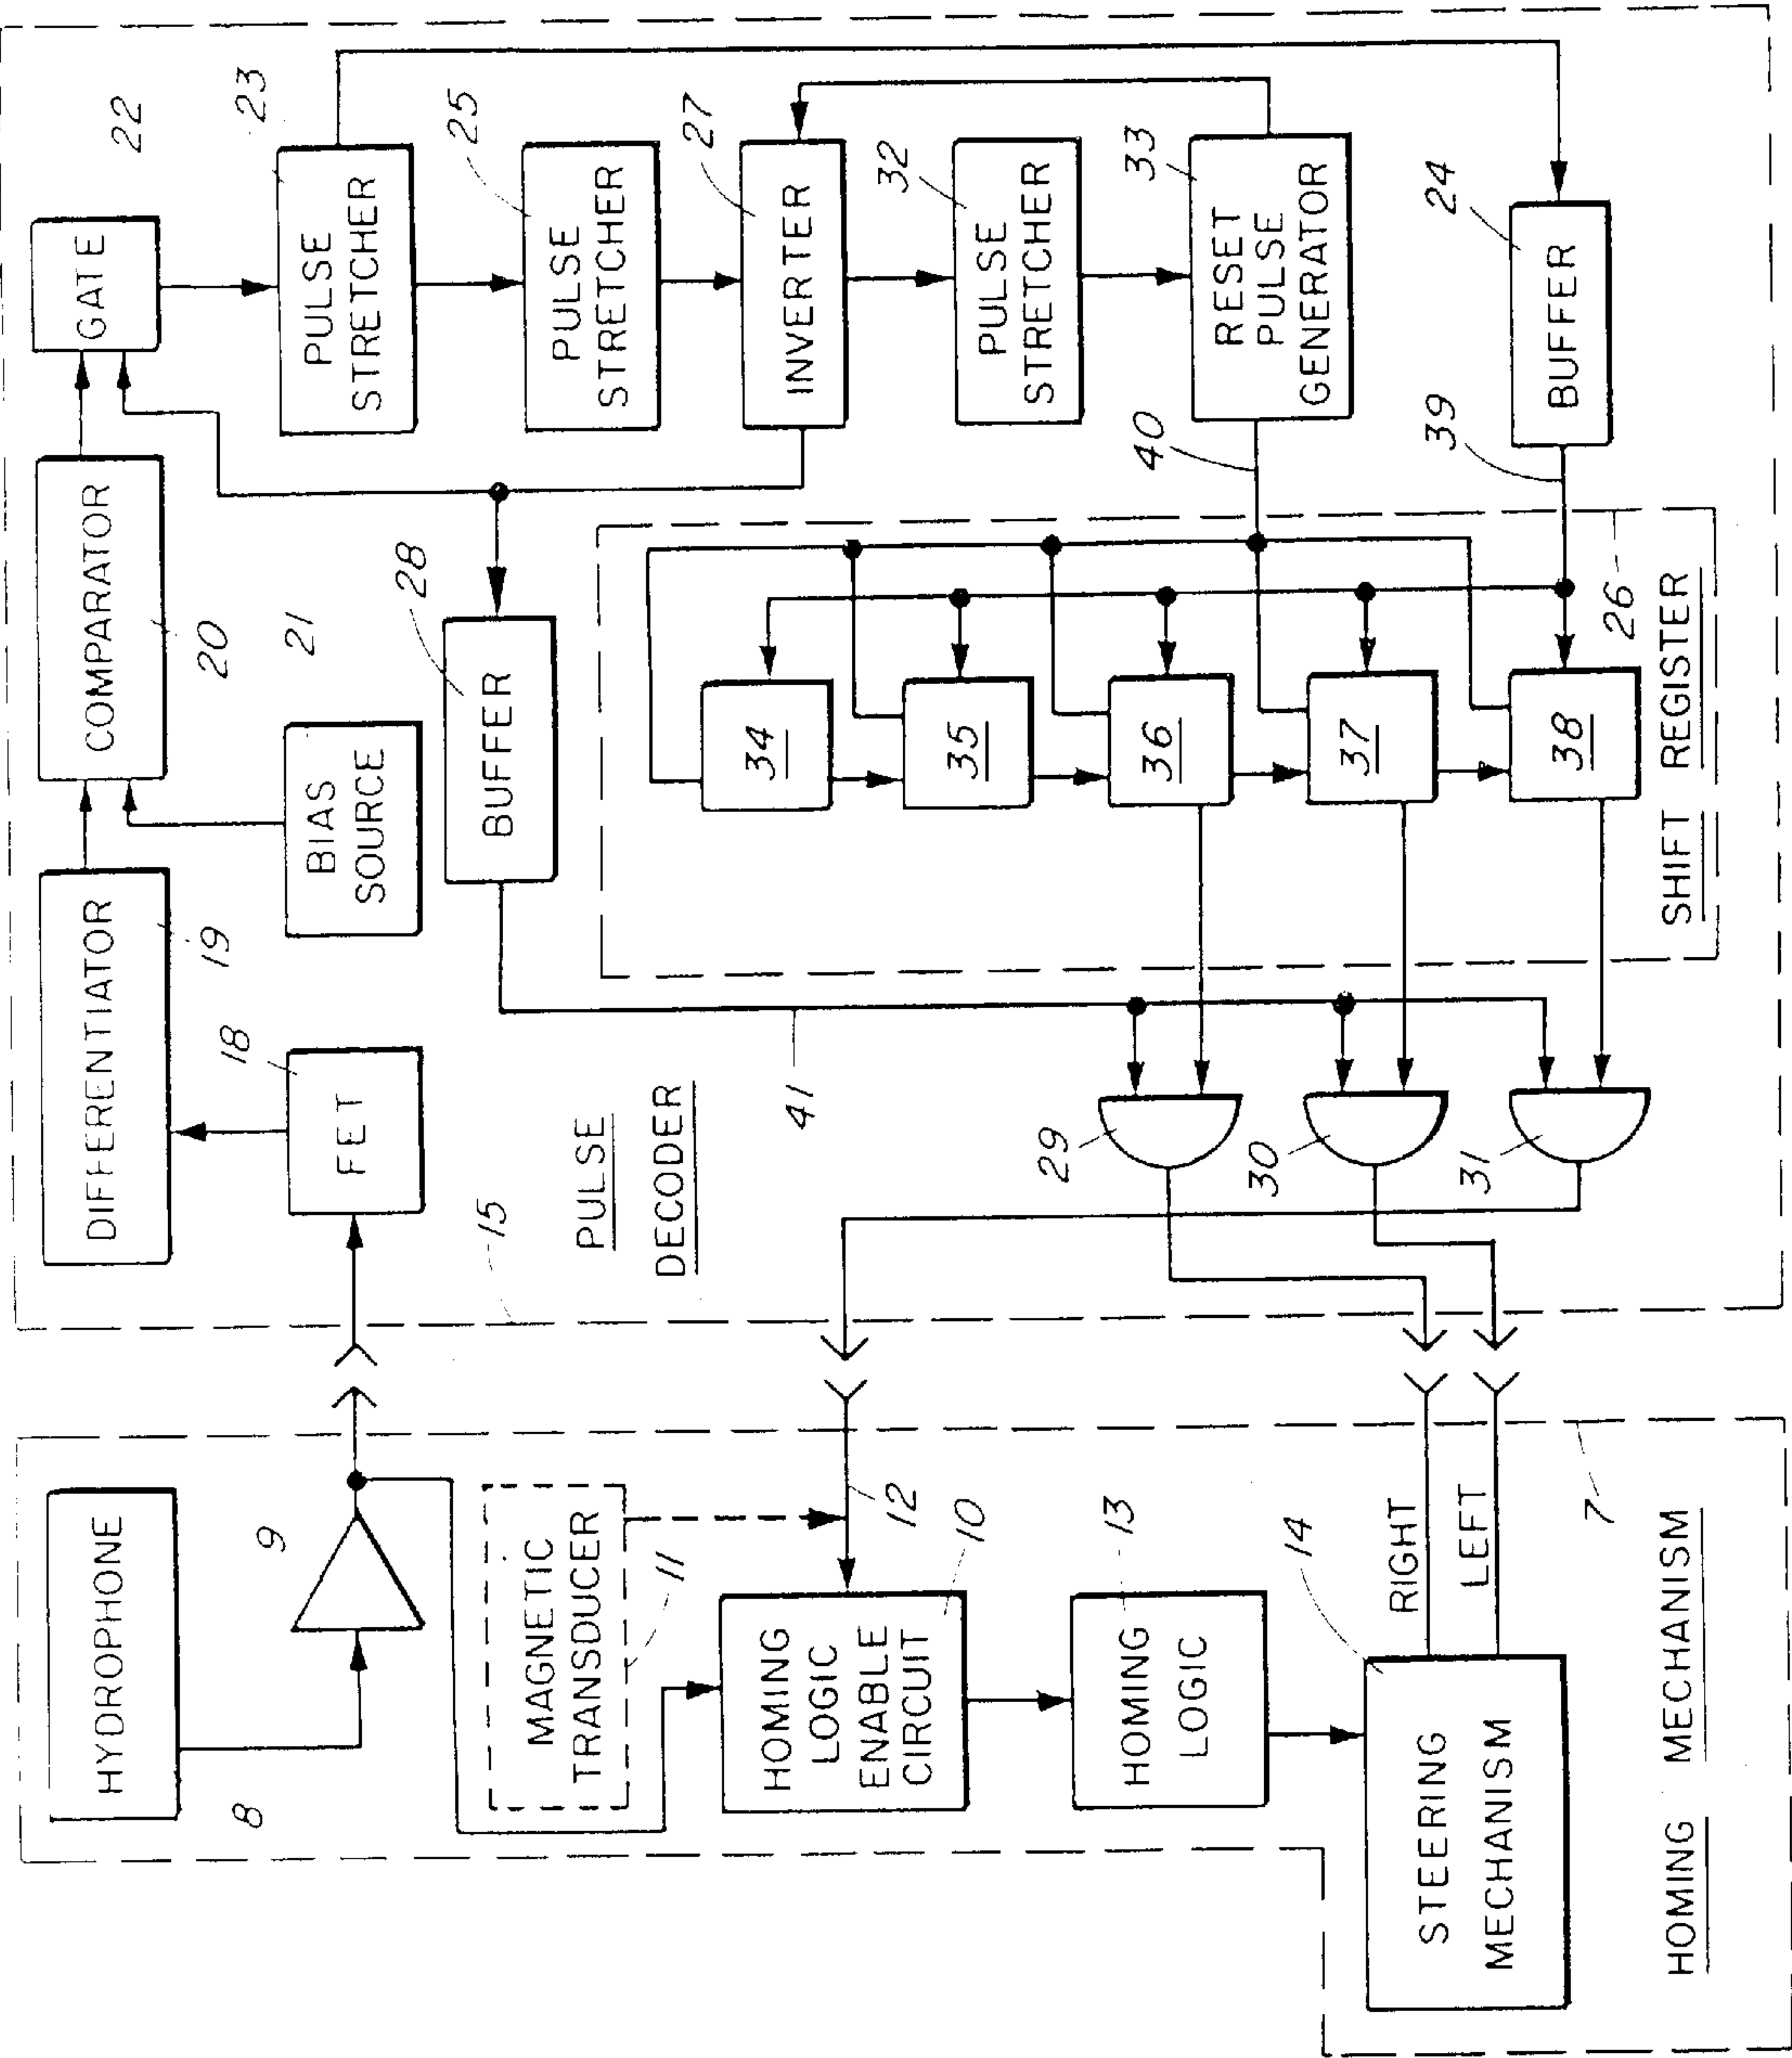 HYDROPHONE
8
9
MAGNETIC
TRANSDUCER
11
12
HOMING
LOGIC
ENABLE
CIRCUIT
10
HOMING
LOGIC
13
STEERING
MECHANISM
14
RIGHT
LEFT
7
HOMING MECHANISM
DIFFERENTIATOR
19
FET
18
15
PULSE
DECODER
COMPARATOR
20
BIAS
SOURCE
21
GATE
22
PULSE
STRETCHER
23
PULSE
STRETCHER
25
INVERTER
27
PULSE
STRETCHER
32
RESET
PULSE
GENERATOR
33
BUFFER
24
BUFFER
28
40
39
34
35
36
37
38
26
SHIFT REGISTER
41
29
30
31